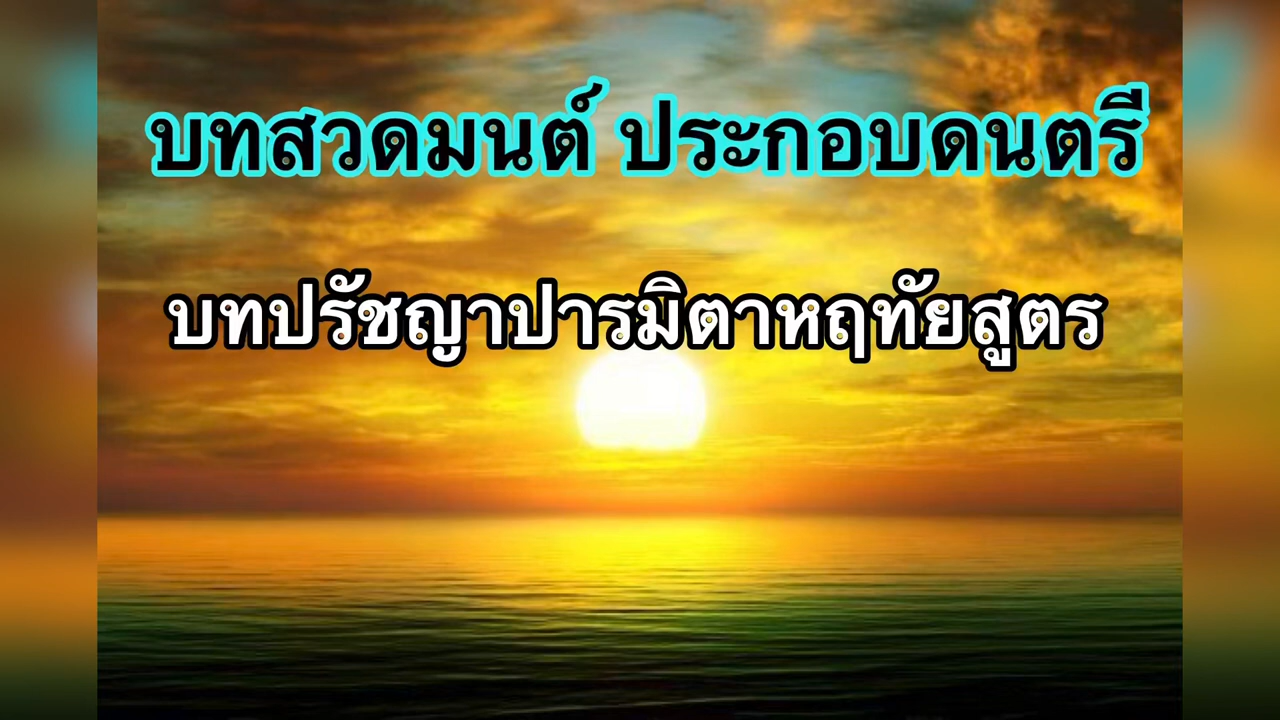 บทสวดมนต์ ประกอบดนตรี
บทปรัชญาปารมิตาหฤทัยสูตร